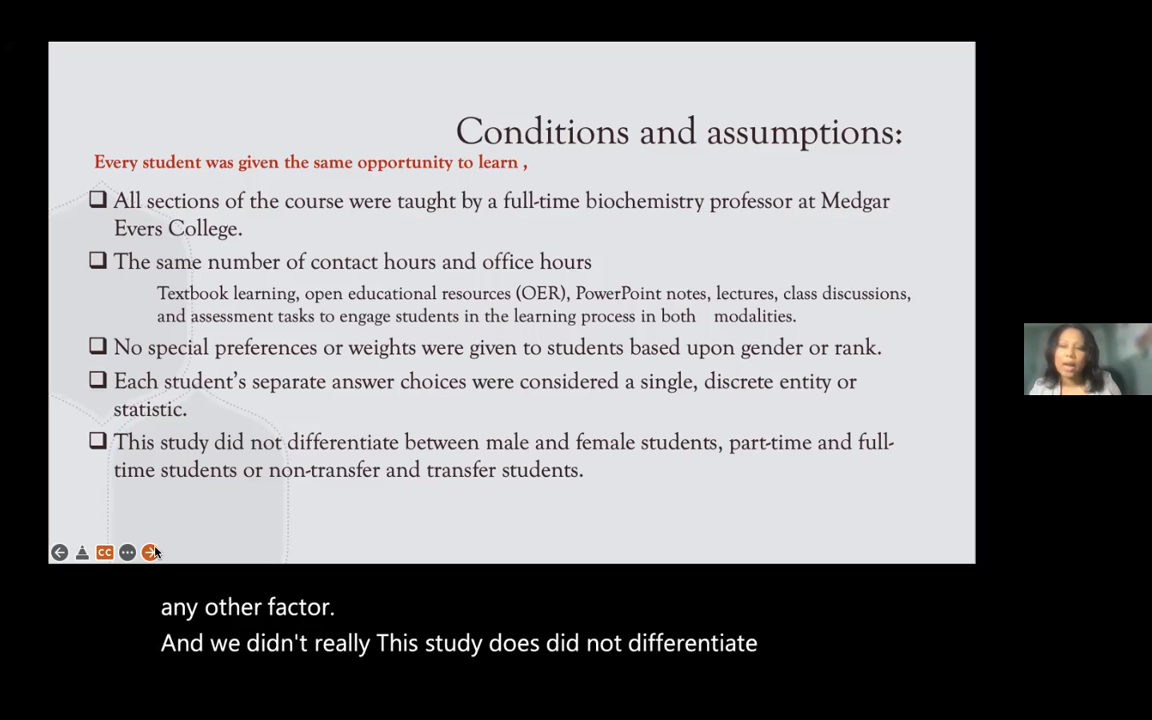 Conditions and assumptions:
Every student was given the same opportunity to learn ,
All sections of the course were taught by a full-time biochemistry professor at Medgar
Evers College.
The same number of contact hours and office hours
Textbook learning, open educational resources (OER), PowerPoint notes, lectures, class discussions,
and assessment tasks to engage students in the learning process in both modalities.
No special preferences or weights were given to students based upon gender or rank.
Each student’s separate answer choices were considered a single, discrete entity or
statistic.
This study did not differentiate between male and female students, part-time and full-
time students or non-transfer and transfer students.
CC
any other factor.
And we didn't really This study does did not differentiate